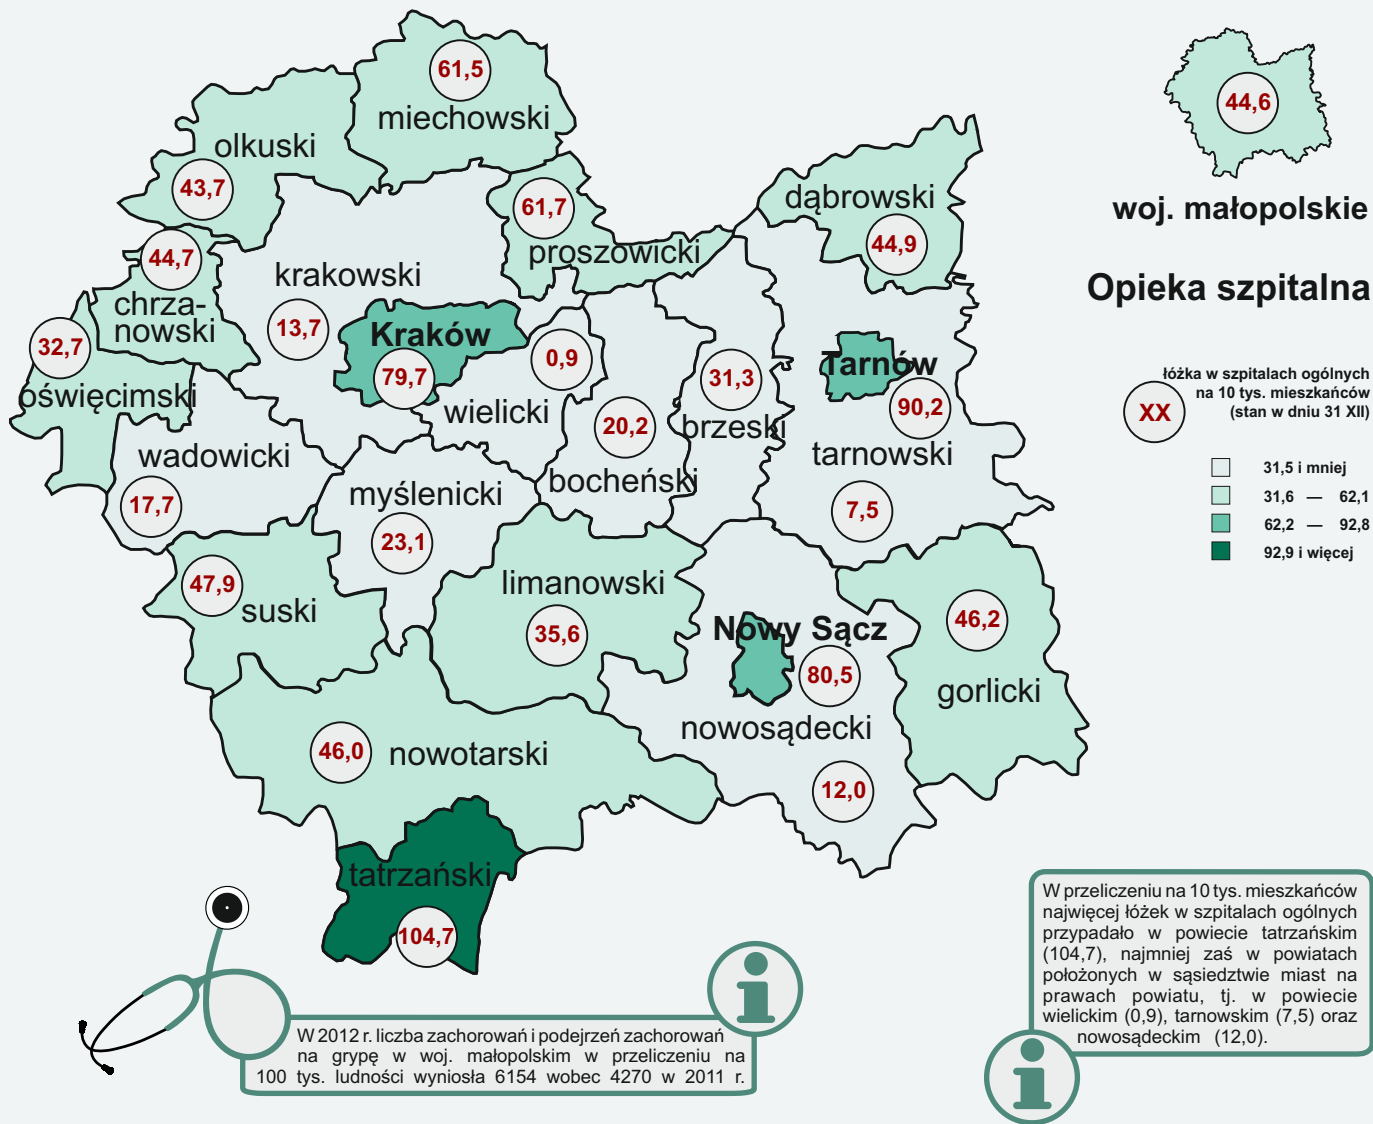 61,5
miechowski
olkuski
43,7
61,7
proszowicki
dąbrowski
44,9
44,6
woj. małopolskie
Opieka szpitalna
łóżka w szpitalach ogólnych
na 10 tys. mieszkańców
(stan w dniu 31 XII)
XX
31,5 i mniej
31,6 — 62,1
62,2 — 92,8
92,9 i więcej
44,7
chrza-
nowski
krakowski
13,7
Kraków
79,7
0,9
wielicki
32,7
oświęcimski
31,3
brzeski
Tarnów
90,2
tarnowski
7,5
20,2
bocheński
wadowicki
17,7
myślenicki
23,1
47,9
suski
limanowski
35,6
Nowy Sącz
80,5
nowosądecki
12,0
46,2
gorlicki
46,0
nowotarski
tatrzański
104,7
W 2012 r. liczba zachorowań i podejrzeń zachorowań
na grypę w woj. małopolskim w przeliczeniu na
100 tys. ludności wyniosła 6154 wobec 4270 w 2011 r.
W przeliczeniu na 10 tys. mieszkańców
najwięcej łóżek w szpitalach ogólnych
przypadało w powiecie tatrzańskim
(104,7), najmniej zaś w powiatach
położonych w sąsiedztwie miast na
prawach powiatu, tj. w powiecie
wielickim (0,9), tarnowskim (7,5) oraz
nowosądeckim (12,0).